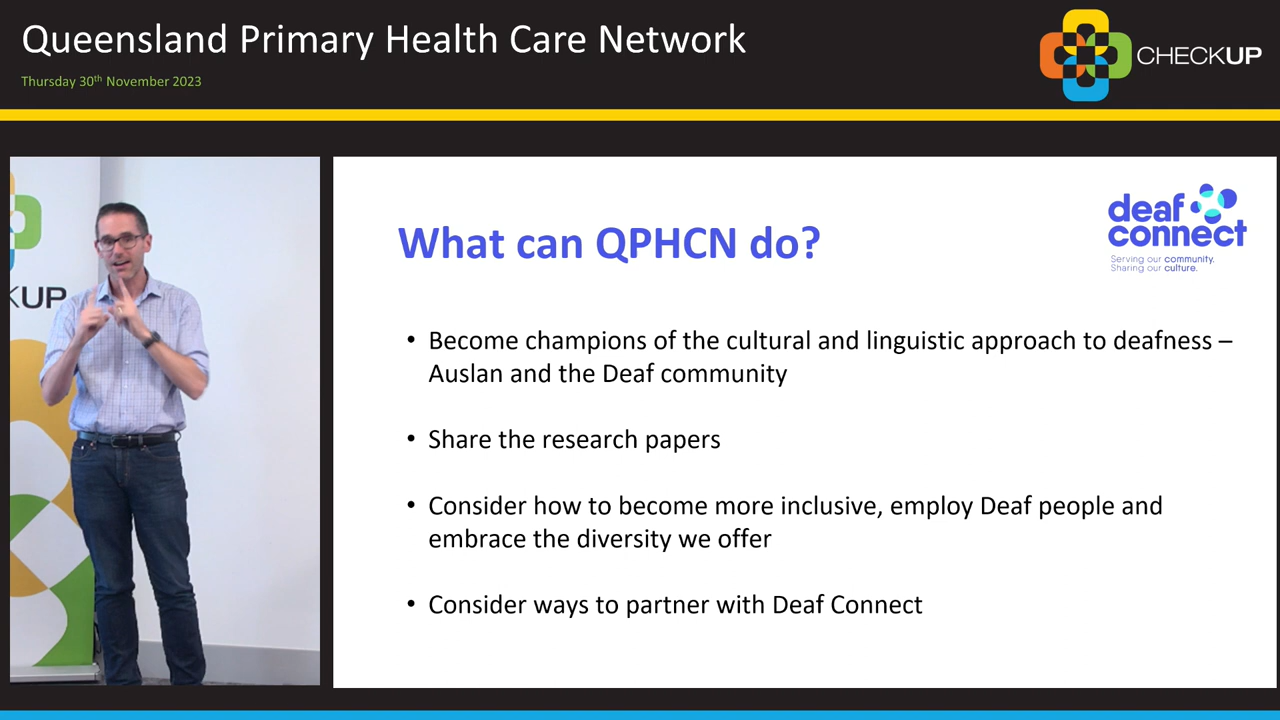 Queensland Primary Health Care Network
Thursday 30th November 2023
CHECKUP
KUP
deaf
connect
Serving our community.
Sharing our culture.
What can QPHCN do?
• Become champions of the cultural and linguistic approach to deafness –
Auslan and the Deaf community
• Share the research papers
• Consider how to become more inclusive, employ Deaf people and
embrace the diversity we offer
• Consider ways to partner with Deaf Connect